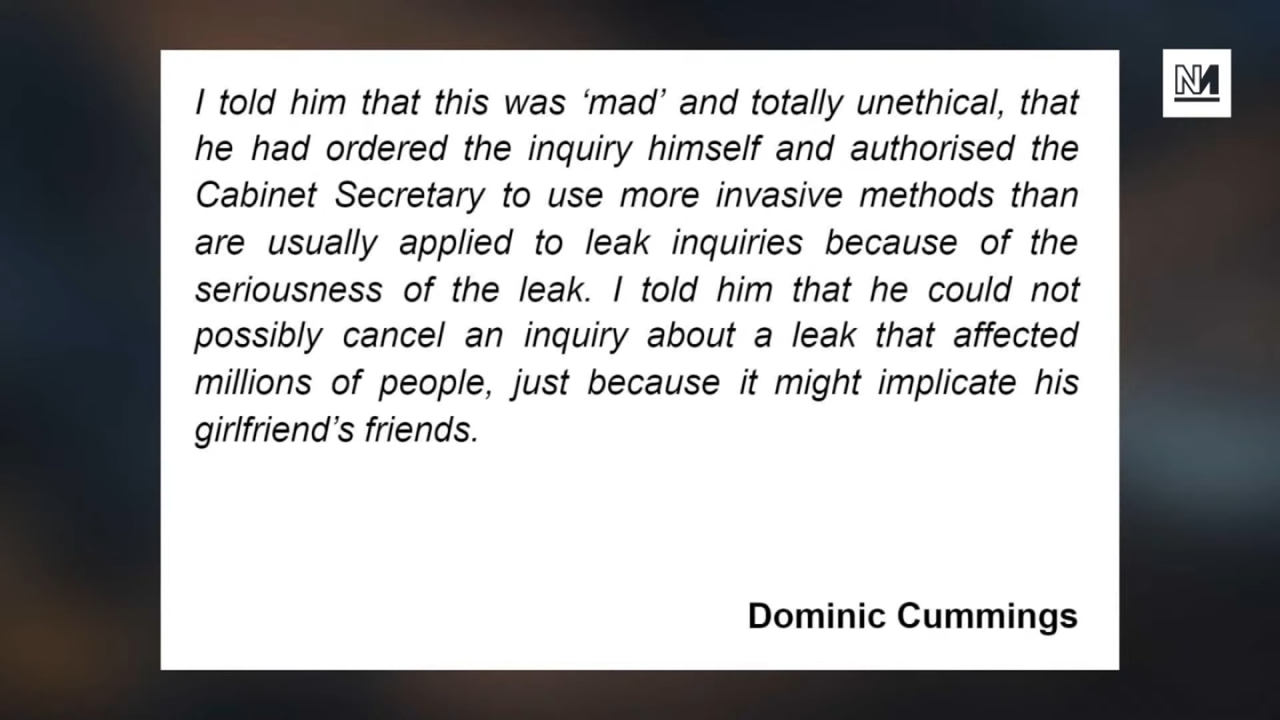 I told him that this was ‘mad’ and totally unethical, that
he had ordered the inquiry himself and authorised the
Cabinet Secretary to use more invasive methods than
are usually applied to leak inquiries because of the
seriousness of the leak. I told him that he could not
possibly cancel an inquiry about a leak that affected
millions of people, just because it might implicate his
girlfriend’s friends.
Dominic Cummings
NM